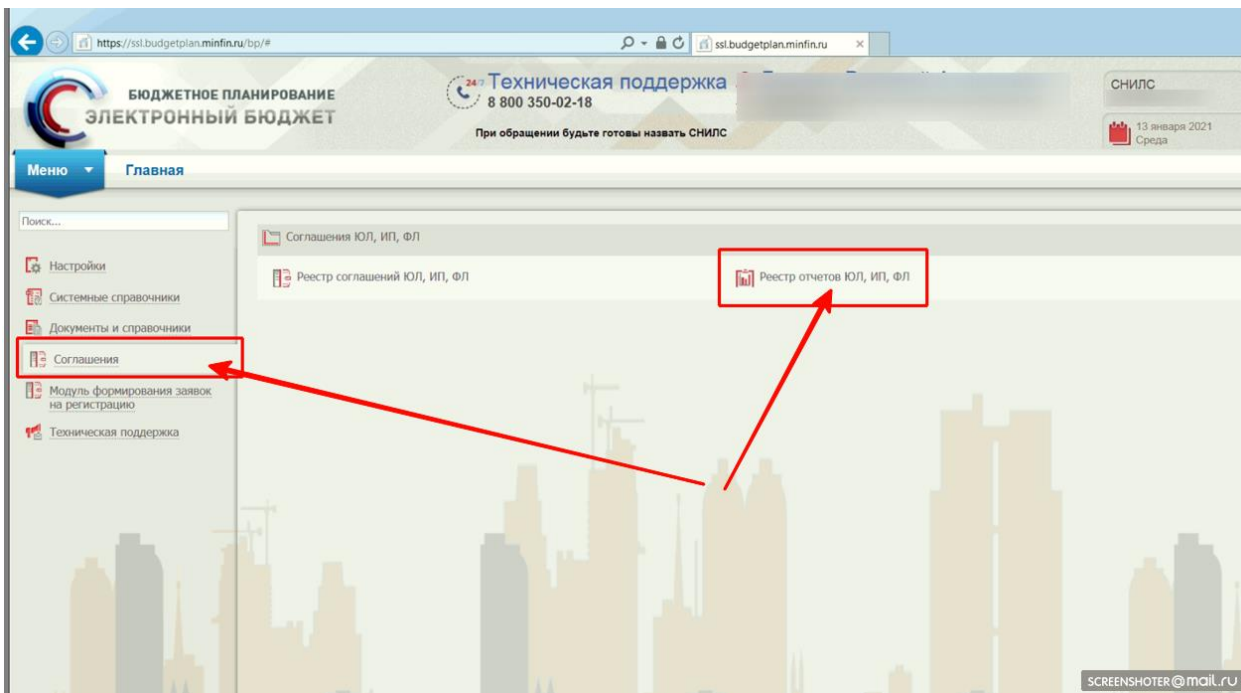 https://ssl.budgetplan.minfin.ru/bp/#
ssl.budgetplan.minfin.ru
БЮДЖЕТНОЕ ПЛАНИРОВАНИЕ
ЭЛЕКТРОННЫЙ БЮДЖЕТ
24/7 Техническая поддержка
8 800 350-02-18
При обращении будьте готовы назвать СНИЛС
СНИЛС
13 января 2021
Среда
Меню
Главная
Поиск...
Настройки
Системные справочники
Документы и справочники
Соглашения
Модуль формирования заявок
на регистрацию
Техническая поддержка
Соглашения ЮЛ, ИП, ФЛ
Реестр соглашений ЮЛ, ИП, ФЛ
Реестр отчетов ЮЛ, ИП, ФЛ
SCREENSHOTER@mail.ru